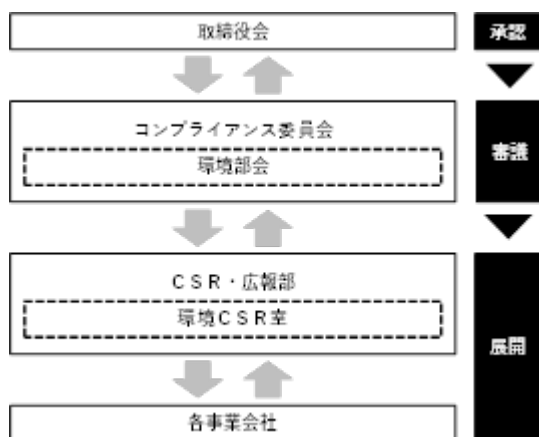 取締役会
承認
コンプライアンス委員会
環境部会
審議
ＣＳＲ・広報部
環境ＣＳＲ室
展開
各事業会社